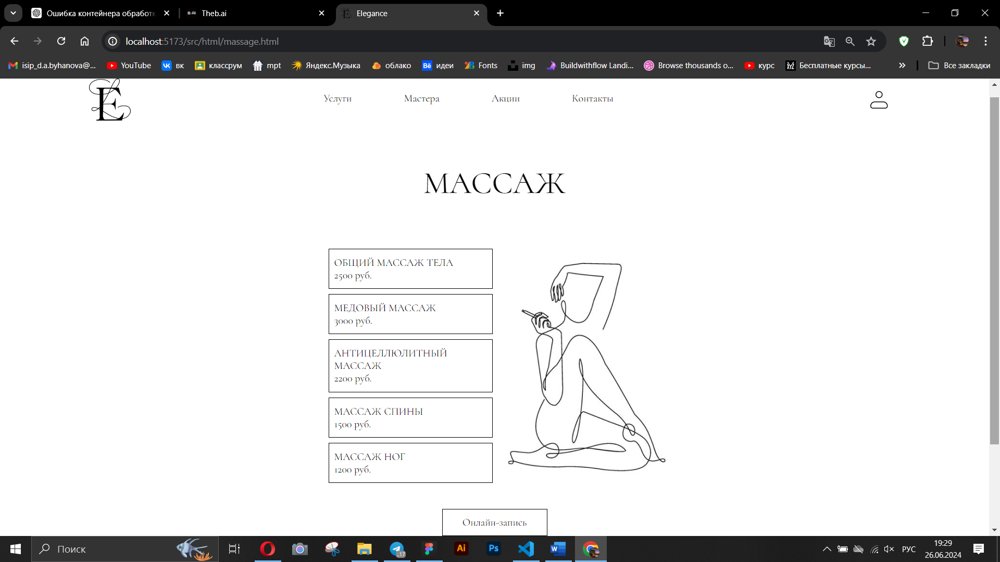 Ошибка контейнера обработк
B AI
Theb.ai
E
Elegance
localhost:5173/src/html/massage.html
isip_d.a.byhanova@...
YouTube
вк
классрум
mpt
Яндекс.Музыка
облако
Bē
идеи
Fonts
img
Buildwithflow Landi...
Browse thousands o...
курс
Бесплатные курсы...
Все закладки
E
Услуги
Мастера
Акции
Контакты
МАССАЖ
ОБЩИЙ МАССАЖ ТЕЛА
2500 руб.
МЕДОВЫЙ МАССАЖ
3000 руб.
АНТИЦЕЛЛЮЛИТНЫЙ
МАССАЖ
2200 руб.
МАССАЖ СПИНЫ
1500 руб.
МАССАЖ НОГ
1200 руб.
Онлайн-запись
Поиск
..17
Ai
Ps
W
РУС
19:29
26.06.2024